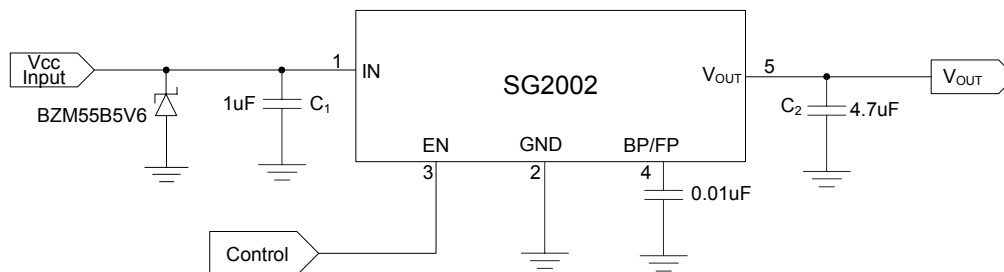 Vcc
Input
BZM55B5V6
1uF
C1
1
IN
SG2002
VOUT
5
VOUT
C2
4.7uF
EN
GND
BP/FP
3
2
4
0.01uF
Control